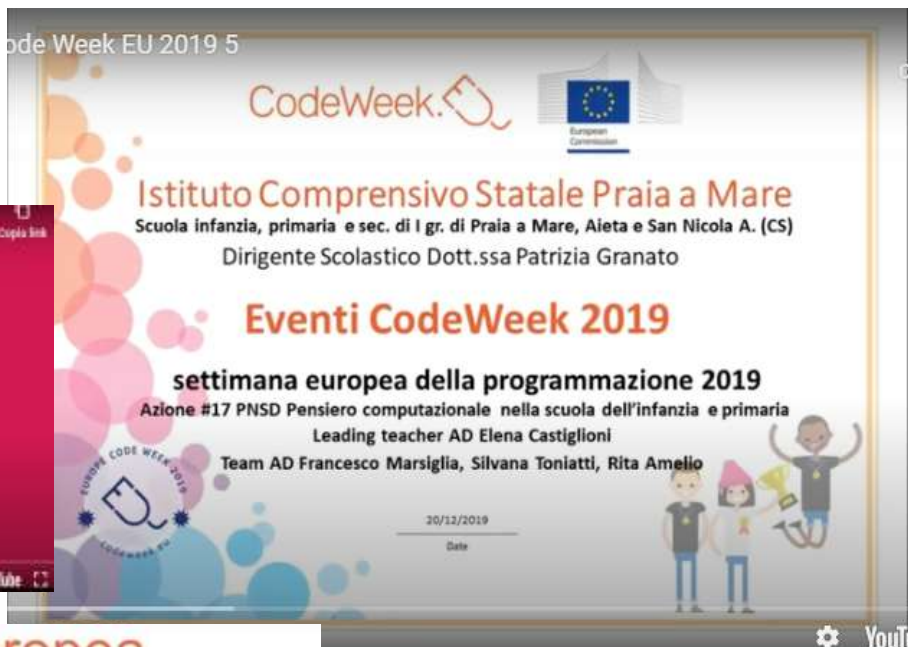 ode Week EU 2019 5
CodeWeek.
European
Commission
Istituto Comprensivo Statale Praia a Mare
Scuola infanzia, primaria e sec. di I gr. di Praia a Mare, Aieta e San Nicola A. (CS)
Dirigente Scolastico Dott.ssa Patrizia Granato
Copia link
Eventi CodeWeek 2019
settimana europea della programmazione 2019
Azione #17 PNSD Pensiero computazionale nella scuola dell'infanzia e primaria
Leading teacher AD Elena Castiglioni
Team AD Francesco Marsiglia, Silvana Toniatti, Rita Amelio
EUROPE CODE WEEK 2019
codeweek.eu
20/12/2019
Date
Tube
YouT